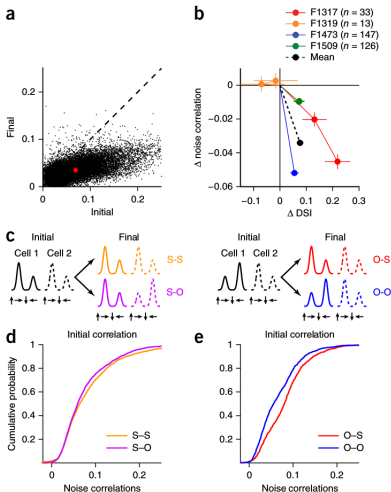 a
b
F1317 (n = 33)
F1319 (n = 13)
F1473 (n = 147)
F1509 (n = 126)
Mean
Final
0.2
0.1
0
0
0.1
0.2
Initial
Δ noise correlation
0
−0.02
−0.04
−0.06
−0.1
0
0.1
0.2
0.3
Δ DSI
c
Initial
Final
Cell 1
Cell 2
S–S
S–O
Initial
Final
Cell 1
Cell 2
O–S
O–O
d
Initial correlation
Cumulative probability
1
0.8
0.6
0.4
0.2
0
0.1
0.2
S–S
S–O
Noise correlations
e
Initial correlation
1
0.8
0.6
0.4
0.2
0
0.1
0.2
O–S
O–O
Noise correlations